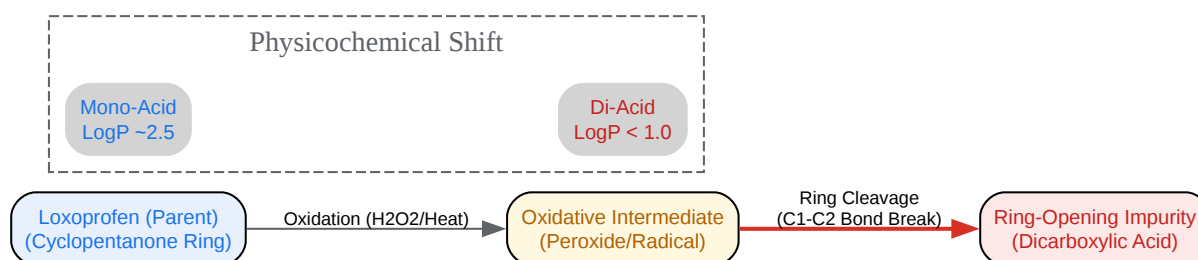 Physicochemical Shift
Mono-Acid
LogP ~2.5
Di-Acid
LogP < 1.0
Loxoprofen (Parent)
(Cyclopentanone Ring)
Oxidation (H2O2/Heat)
Oxidative Intermediate
(Peroxide/Radical)
Ring Cleavage
(C1-C2 Bond Break)
Ring-Opening Impurity
(Dicarboxylic Acid)